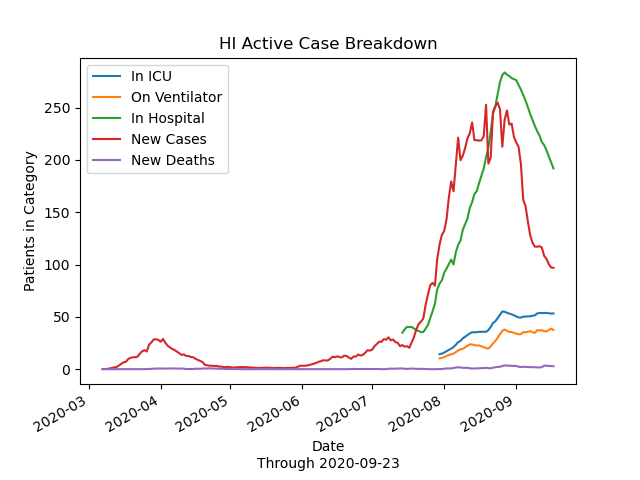 HI Active Case Breakdown
In ICU
On Ventilator
In Hospital
New Cases
New Deaths
Patients in Category
250
200
150
100
50
0
2020-03
2020-04
2020-05
2020-06
2020-07
2020-08
2020-09
Date
Through 2020-09-23